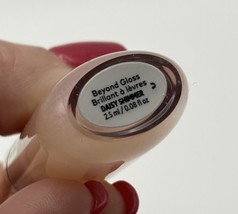 Beyond Gloss
Brillant à lèvres
DAISY SHIMMER
2.5 ml / 0.08 fl oz